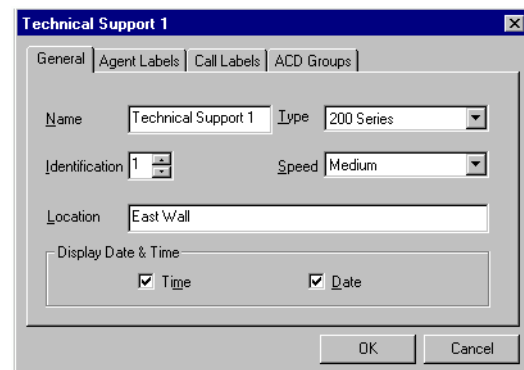 Technical Support 1
General Agent Labels Call Labels ACD Groups
Name Technical Support 1 Type 200 Series
Identification 1 Speed Medium
Location East Wall
Display Date & Time
Time Date
OK Cancel